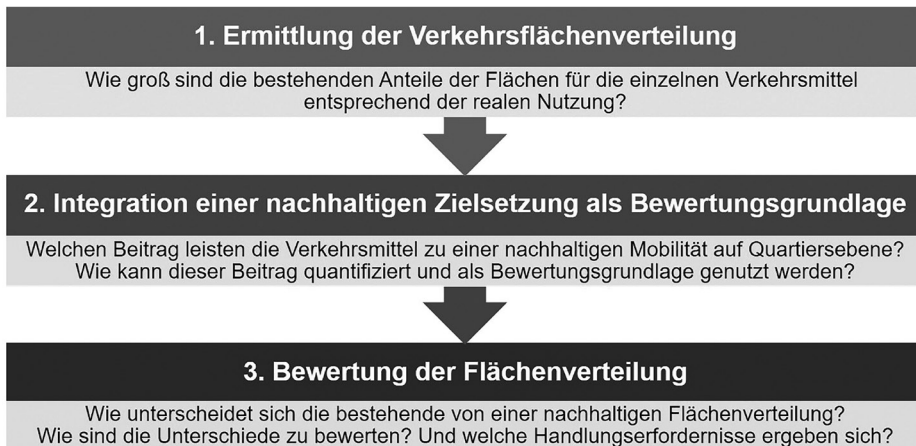 1. Ermittlung der Verkehrsflächenverteilung
Wie groß sind die bestehenden Anteile der Flächen für die einzelnen Verkehrsmittel
entsprechend der realen Nutzung?
2. Integration einer nachhaltigen Zielsetzung als Bewertungsgrundlage
Welchen Beitrag leisten die Verkehrsmittel zu einer nachhaltigen Mobilität auf Quartiersebene?
Wie kann dieser Beitrag quantifiziert und als Bewertungsgrundlage genutzt werden?
3. Bewertung der Flächenverteilung
Wie unterscheidet sich die bestehende von einer nachhaltigen Flächenverteilung?
Wie sind die Unterschiede zu bewerten? Und welche Handlungserfordernisse ergeben sich?